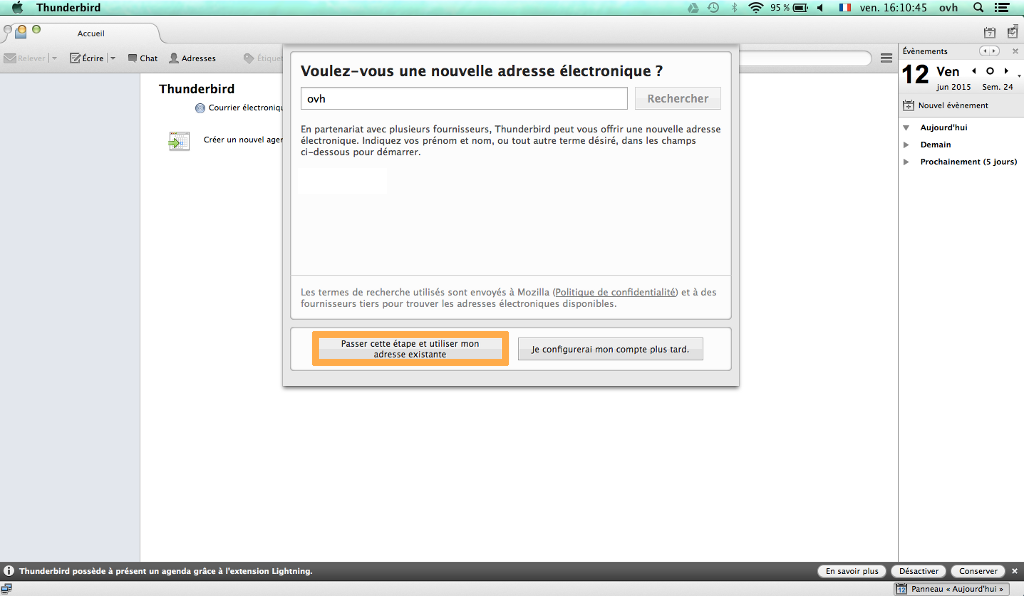 Thunderbird
95 %
ven. 16:10:45
ovh
Accueil
Relever
Écrire
Chat
Adresses
Thunderbird
Voulez-vous une nouvelle adresse électronique ?
ovh
Rechercher
En partenariat avec plusieurs fournisseurs, Thunderbird peut vous offrir une nouvelle adresse
électronique. Indiquez vos prénom et nom, ou tout autre terme désiré, dans les champs
ci-dessous pour démarrer.
Les termes de recherche utilisés sont envoyés à Mozilla (Politique de confidentialité) et à des
fournisseurs tiers pour trouver les adresses électroniques disponibles.
Passer cette étape et utiliser mon
adresse existante
Je configurerai mon compte plus tard.
Courrier électroniqu
Créer un nouvel agen
Évènements
12
Ven
juin 2015
Sem. 24
Nouvel évènement
Aujourd'hui
Demain
Prochainement (5 jours)
Thunderbird possède à présent un agenda grâce à l'extension Lightning.
En savoir plus
Désactiver
Conserver
12
Panneau « Aujourd'hui »